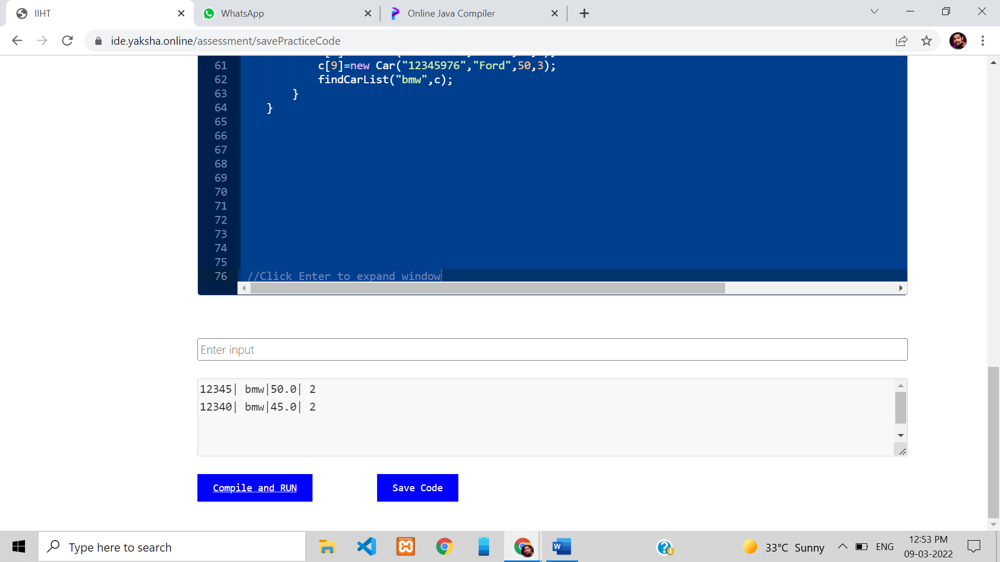 IIHT
WhatsApp
Online Java Compiler
ide.yaksha.online/assessment/savePracticeCode
61 c[9]=new Car("12345976","Ford",50,3);
62 findCarList("bmw",c);
63 }
64 }
65
66
67
68
69
70
71
72
73
74
75
76 //Click Enter to expand window
Enter input
12345| bmw|50.0| 2
12340| bmw|45.0| 2
Compile and RUN
Save Code
Type here to search
W
33°C Sunny
ENG
12:53 PM
09-03-2022